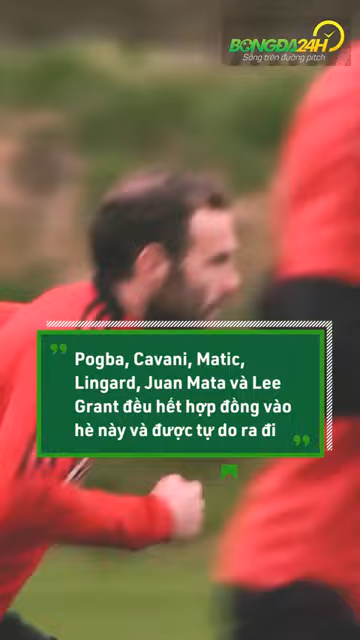 BONGDA24H
Sống trên đường pitch
Pogba, Cavani, Matic,
Lingard, Juan Mata và Lee
Grant đều hết hợp đồng vào
hè này và được tự do ra đi